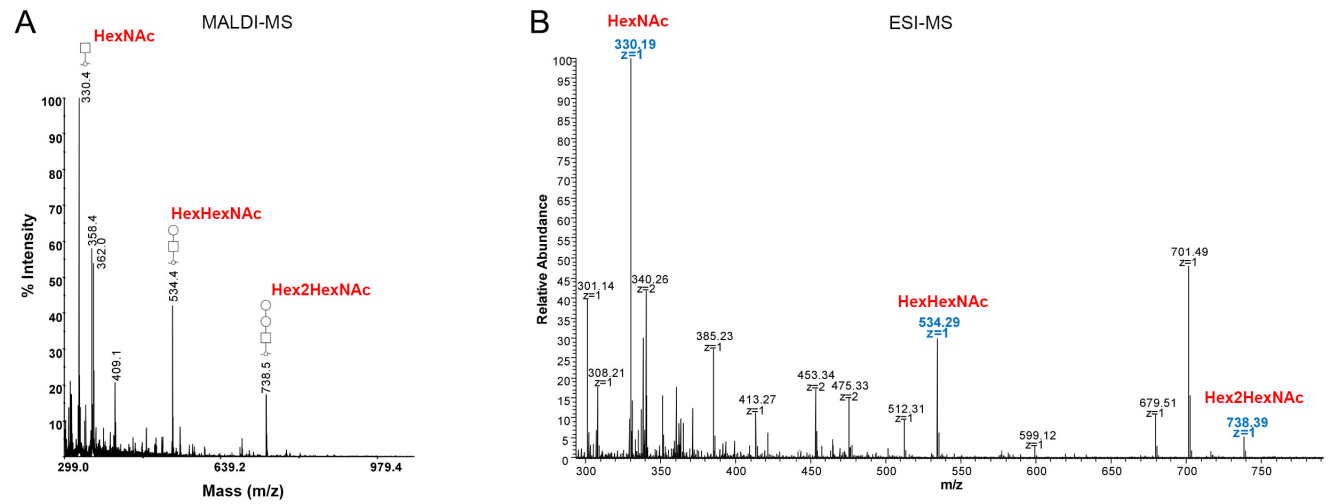 A
MALDI-MS
HexNAc
330.4
358.4
362.0
409.1
HexHexNAc
534.4
Hex2HexNAc
738.5
% Intensity
100
90
80
70
60
50
40
30
20
10
299.0
639.2
979.4
Mass (m/z)
B
ESI-MS
HexNAc
330.19
z=1
301.14
z=1
308.21
z=1
340.26
z=2
385.23
z=1
413.27
z=1
453.34
z=2
475.33
z=2
512.31
z=1
HexHexNAc
534.29
z=1
599.12
z=1
679.51
z=1
701.49
z=1
Hex2HexNAc
738.39
z=1
Relative Abundance
100
95
90
85
80
75
70
65
60
55
50
45
40
35
30
25
20
15
10
5
0
300
350
400
450
500
550
600
650
700
750
m/z